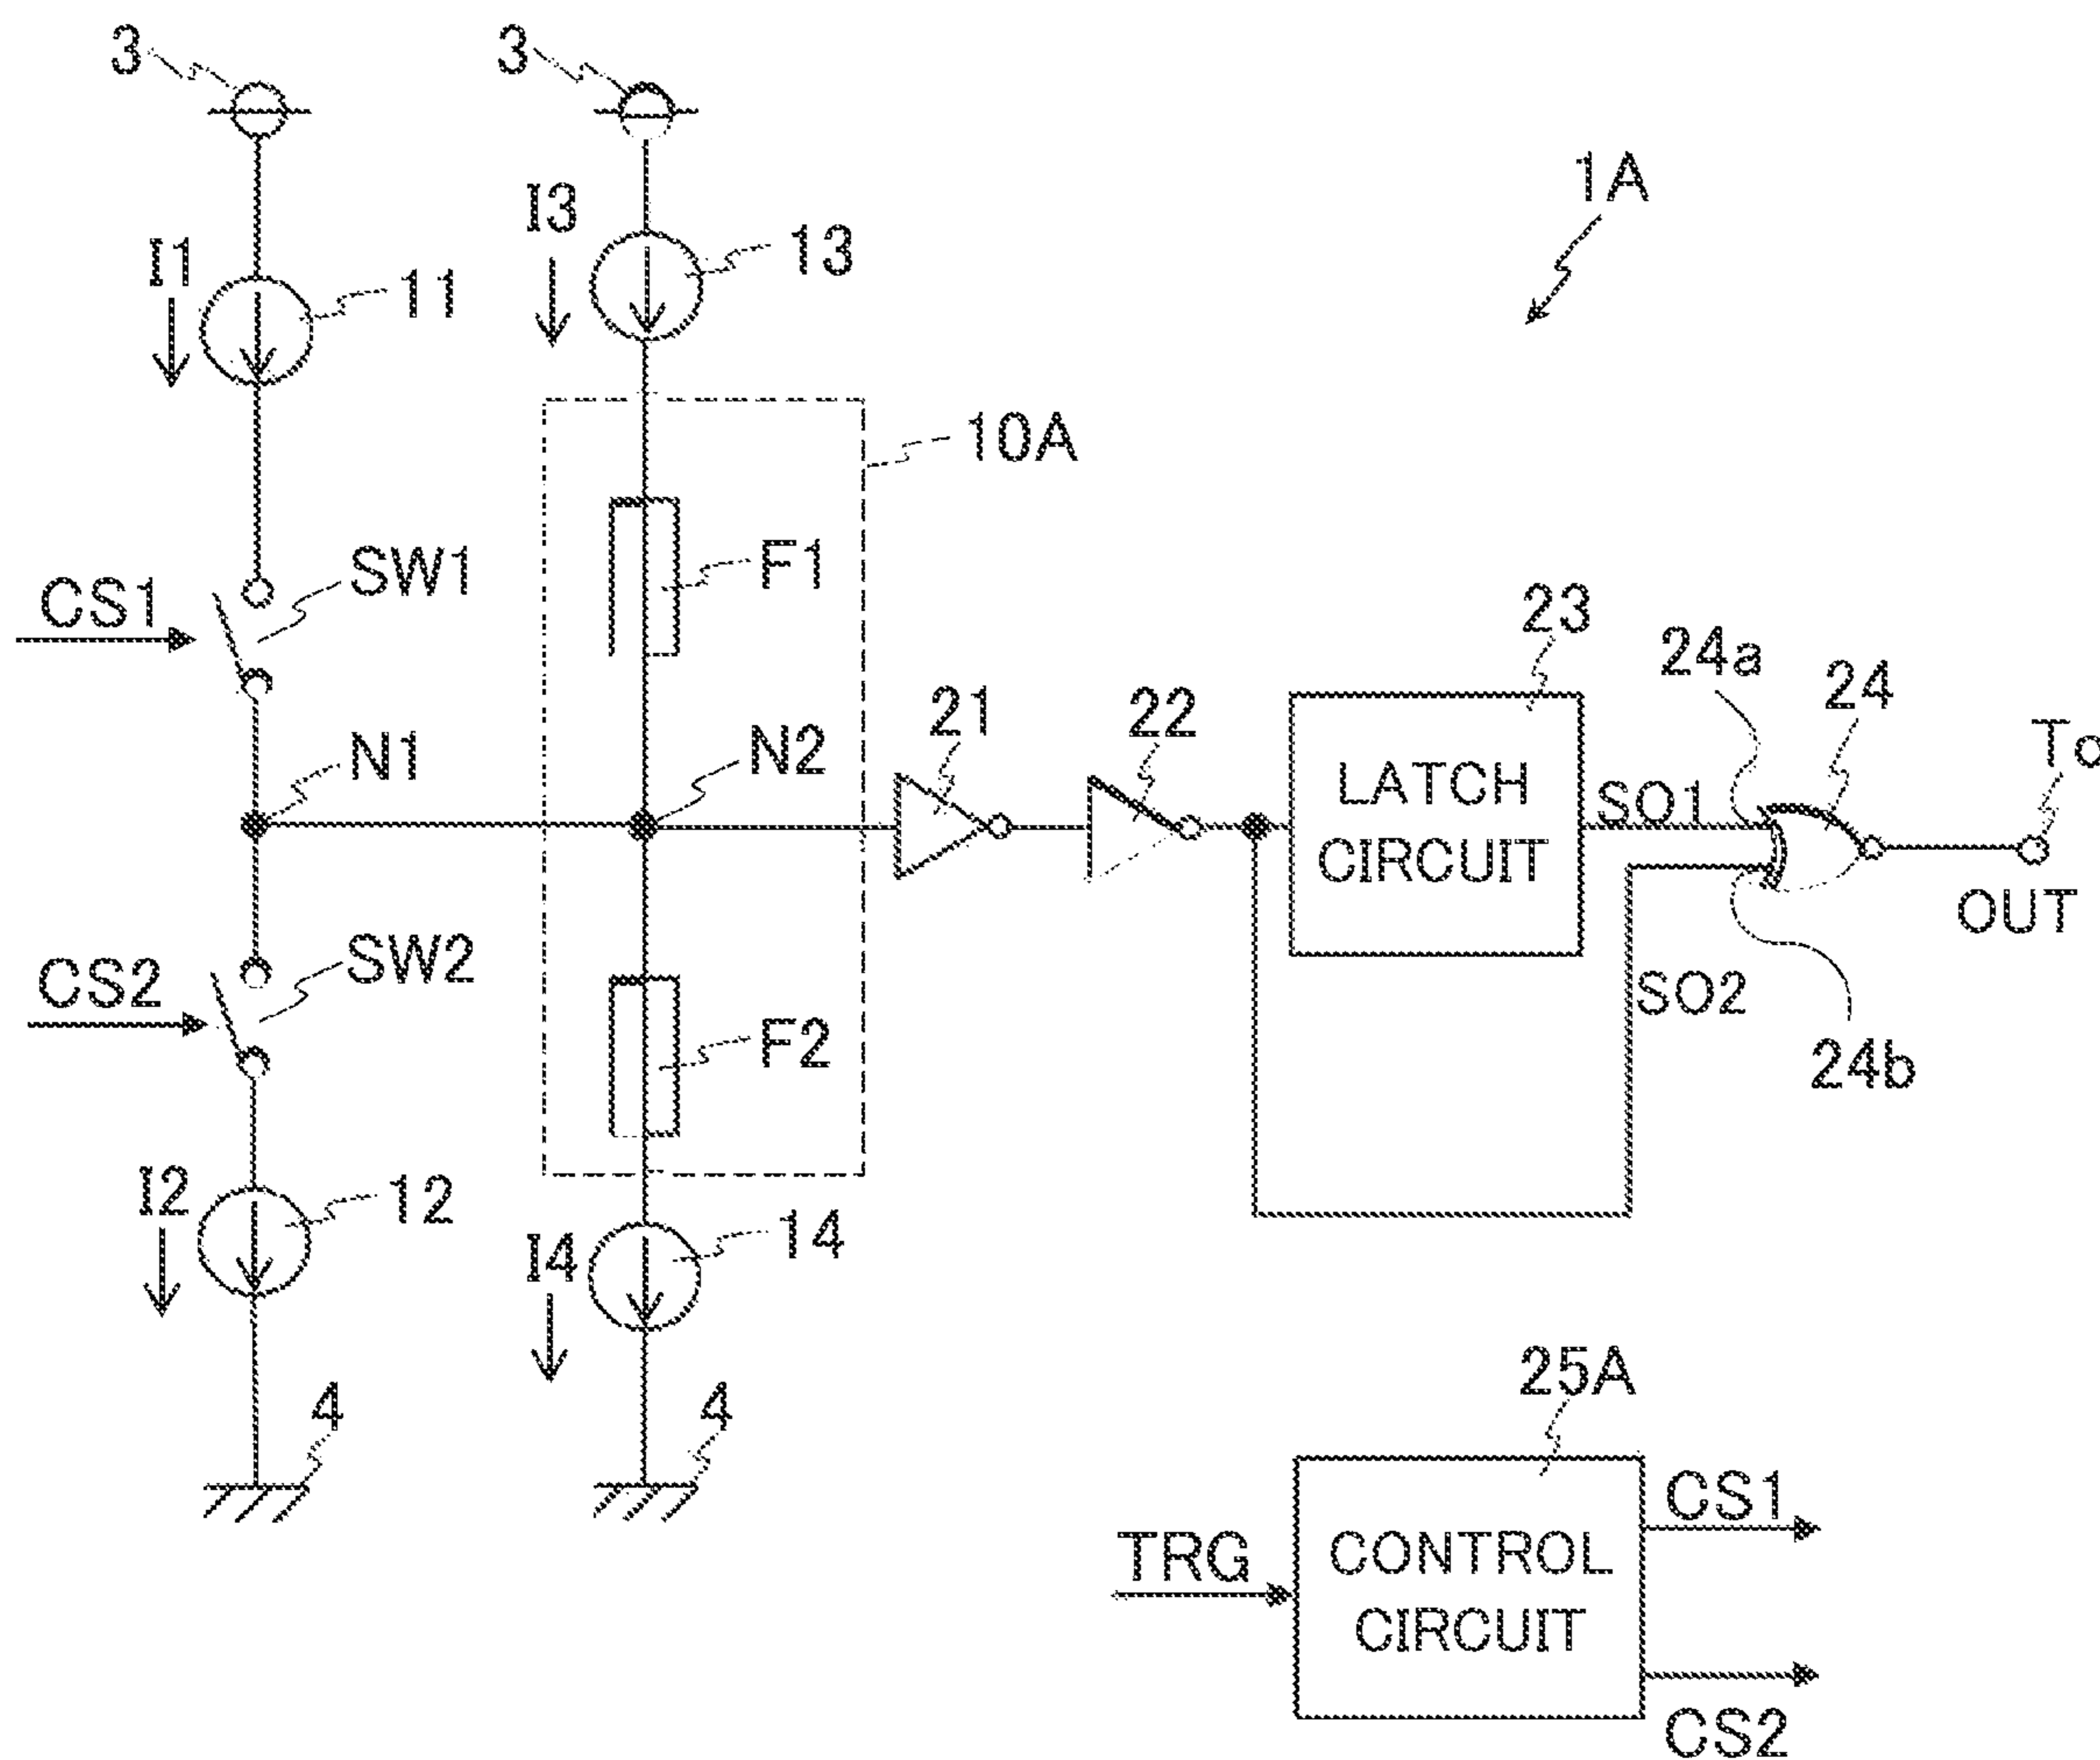 3
3
1A
I3
13
I1
11
10A
F1
SW1
CS1
23
24a
24
21
22
To
N2
N1
LATCH
CIRCUIT
SO1
OUT
SW2
CS2
SO2
F2
24b
I2
12
14
I4
25A
4
4
CS1
TRG
CONTROL
CIRCUIT
CS2